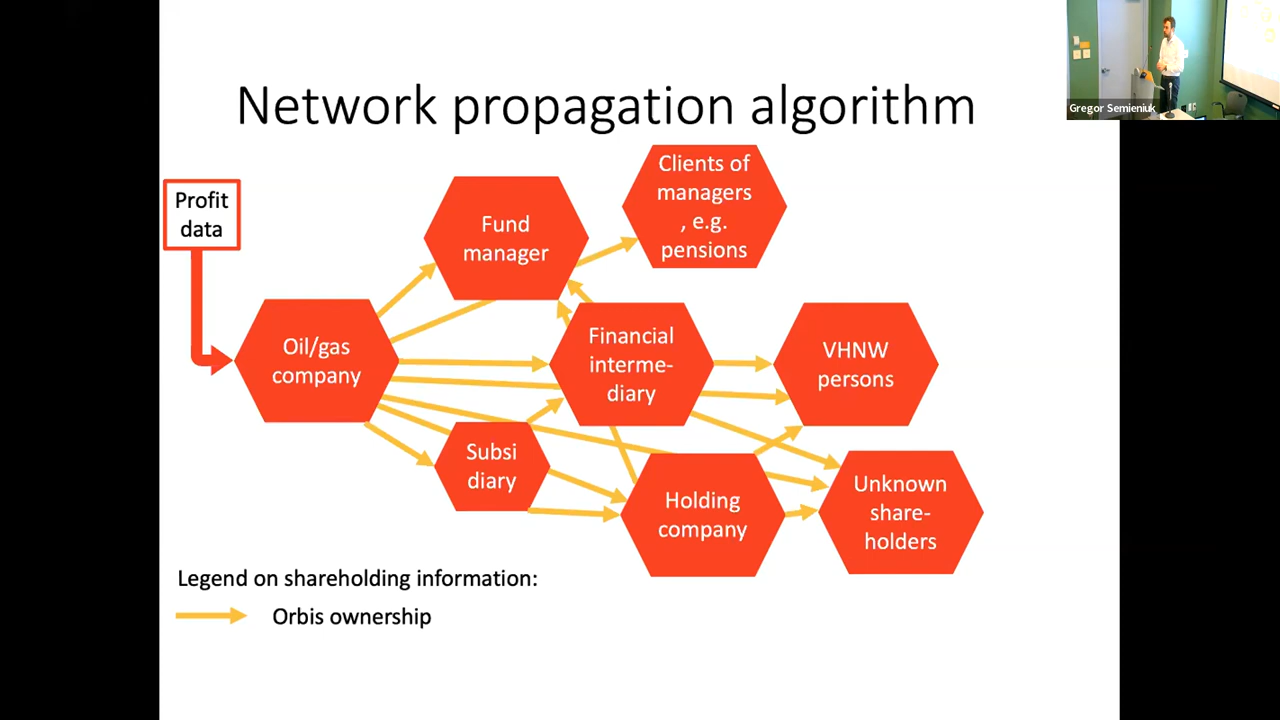 Gregor Semieniuk
Network propagation algorithm
Profit
data
Clients of
managers
, e.g.
pensions
Fund
manager
Oil/gas
company
Financial
interme-
diary
VHNW
persons
Subsi
diary
Holding
company
Unknown
share-
holders
Legend on shareholding information:
Orbis ownership